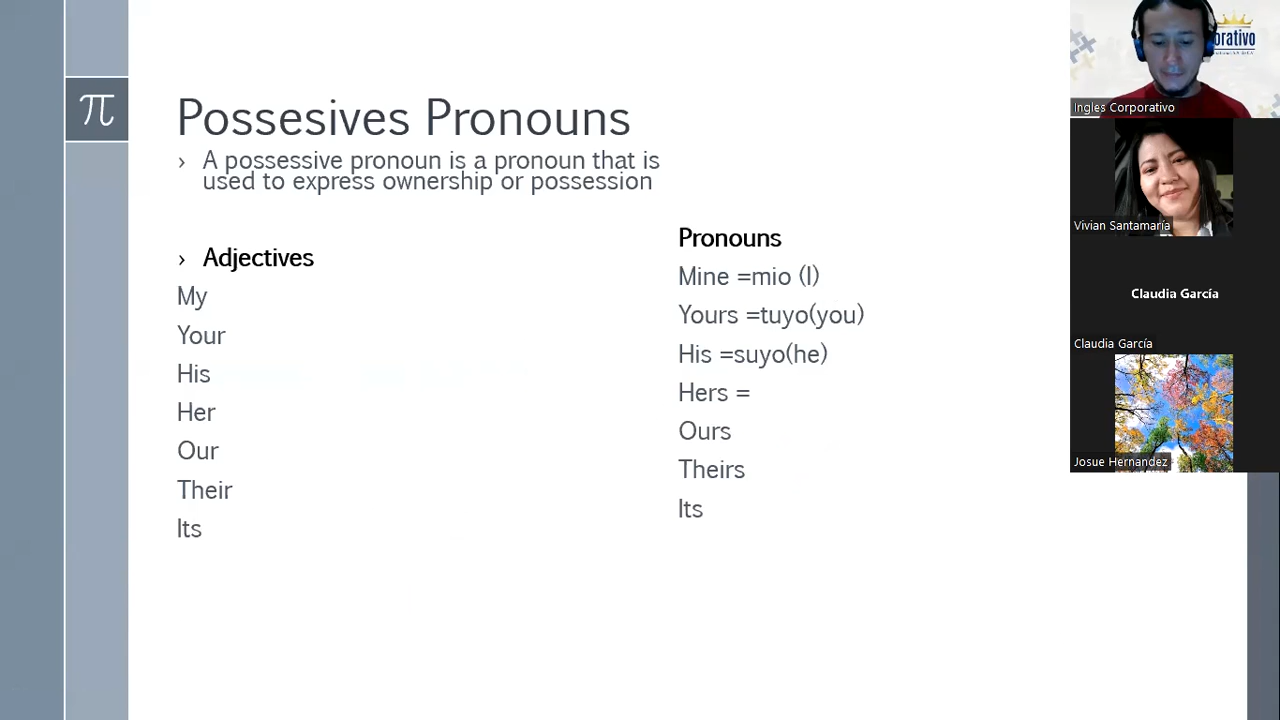 π
Possesives Pronouns
› A possessive pronoun is a pronoun that is
used to express ownership or possession
› Adjectives
My
Your
His
Her
Our
Their
Its
Pronouns
Mine =mio (I)
Yours =tuyo(you)
His =suyo(he)
Hers =
Ours
Theirs
Its
orativo
Ingles Corporativo
Vivian Santamaría
Claudia García
Claudia García
Josue Hernandez